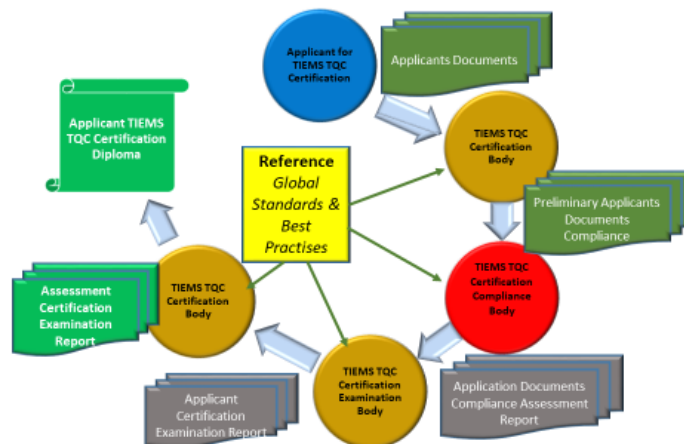 Applicant for
TIEMS TQC
Certification
Applicants Documents
TIEMS TQC
Certification
Body
Preliminary Applicants
Documents
Compliance
TIEMS TQC
Certification
Compliance
Body
Application Documents
Compliance Assessment
Report
TIEMS TQC
Certification
Examination Body
Applicant
Certification
Examination Report
TIEMS TQC
Certification
Body
Assessment
Certification
Examination
Report
Applicant TIEMS
TQC Certification
Diploma
Reference
Global
Standards &
Best
Practises